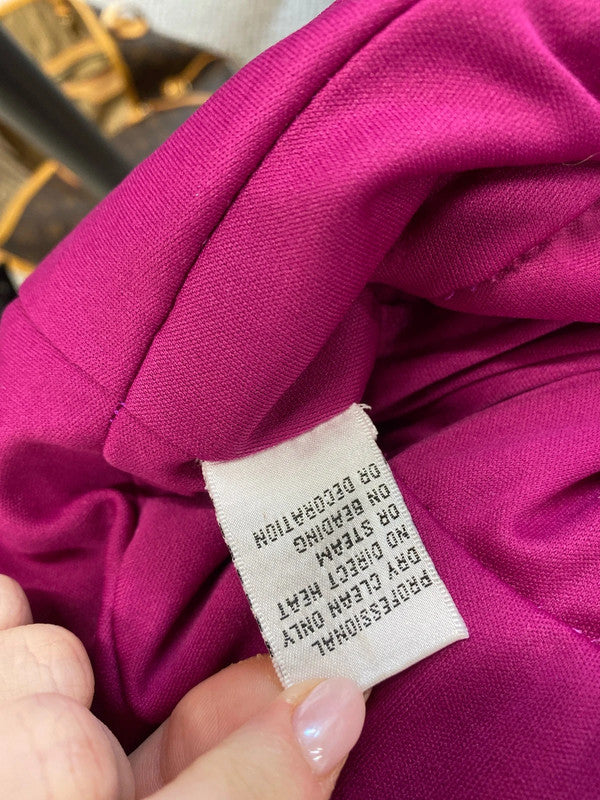 PROFESSIONAL
DRY CLEAN ONLY
NO DIRECT HEAT
OR STEAM
ON BEADING
OR DECORATION